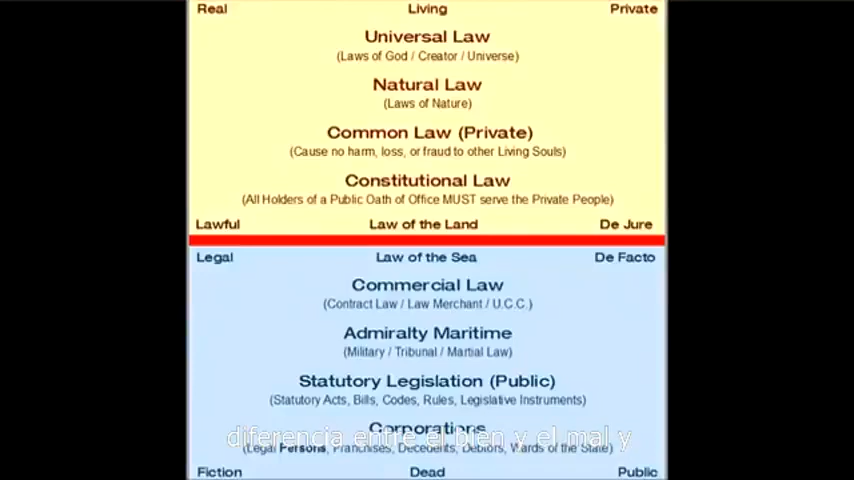 Real Living Private
Universal Law
(Laws of God / Creator / Universe)
Natural Law
(Laws of Nature)
Common Law (Private)
(Cause no harm, loss, or fraud to other Living Souls)
Constitutional Law
(All Holders of a Public Oath of Office MUST serve the Private People)
Lawful Law of the Land De Jure
Legal Law of the Sea De Facto
Commercial Law
(Contract Law / Law Merchant / U.C.C.)
Admiralty Maritime
(Military / Tribunal / Martial Law)
Statutory Legislation (Public)
(Statutory Acts, Bills, Codes, Rules, Legislative Instruments)
Corporations
diferencia entre el bien y el mal y
(Legal Persons, Franchises, Decedents, Debtors, Wards of the State)
Fiction Dead Public